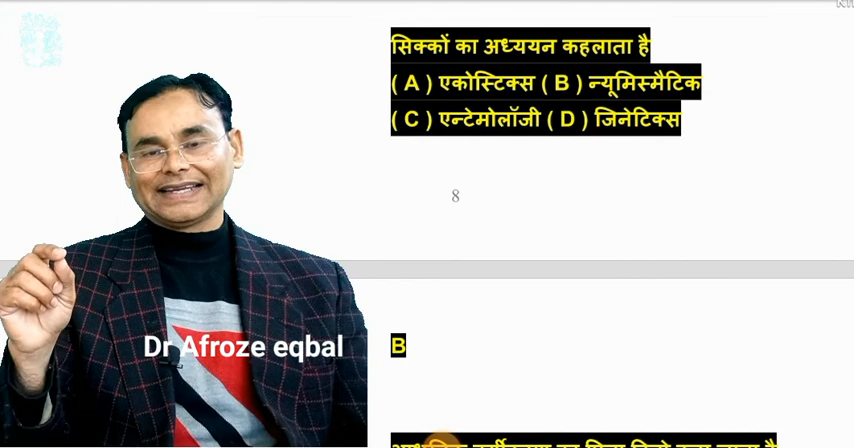 सिक्कों का अध्ययन कहलाता है
( A ) एकोस्टिक्स ( B ) न्यूमिस्मैटिक
( C ) एन्टेमोलॉजी ( D ) जिनेटिक्स
8
Dr Afroze eqbal
B